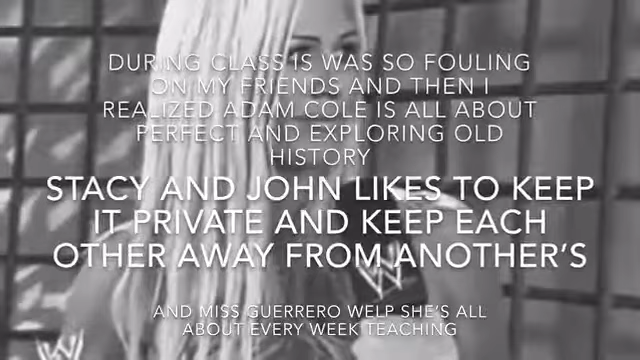 DURING CLASS IS WAS SO FOULING
ON MY FRIENDS AND THEN I
REALIZED ADAM COLE IS ALL ABOUT
PERFECT AND EXPLORING OLD
HISTORY
STACY AND JOHN LIKES TO KEEP
IT PRIVATE AND KEEP EACH
OTHER AWAY FROM ANOTHER'S
AND MISS GUERRERO WELP SHE'S ALL
ABOUT EVERY WEEK TEACHING